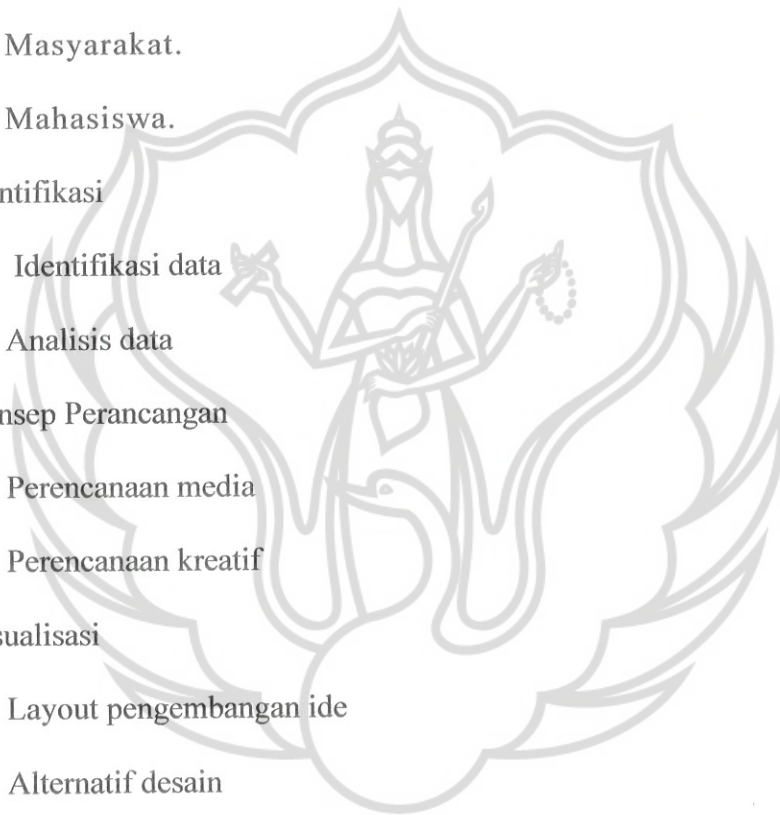 Masyarakat.
Mahasiswa.
ntifikasi
Identifikasi data
Analisis data
nsep Perancangan
Perencanaan media
Perencanaan kreatif
sualisasi
Layout pengembangan ide
Alternatif desain